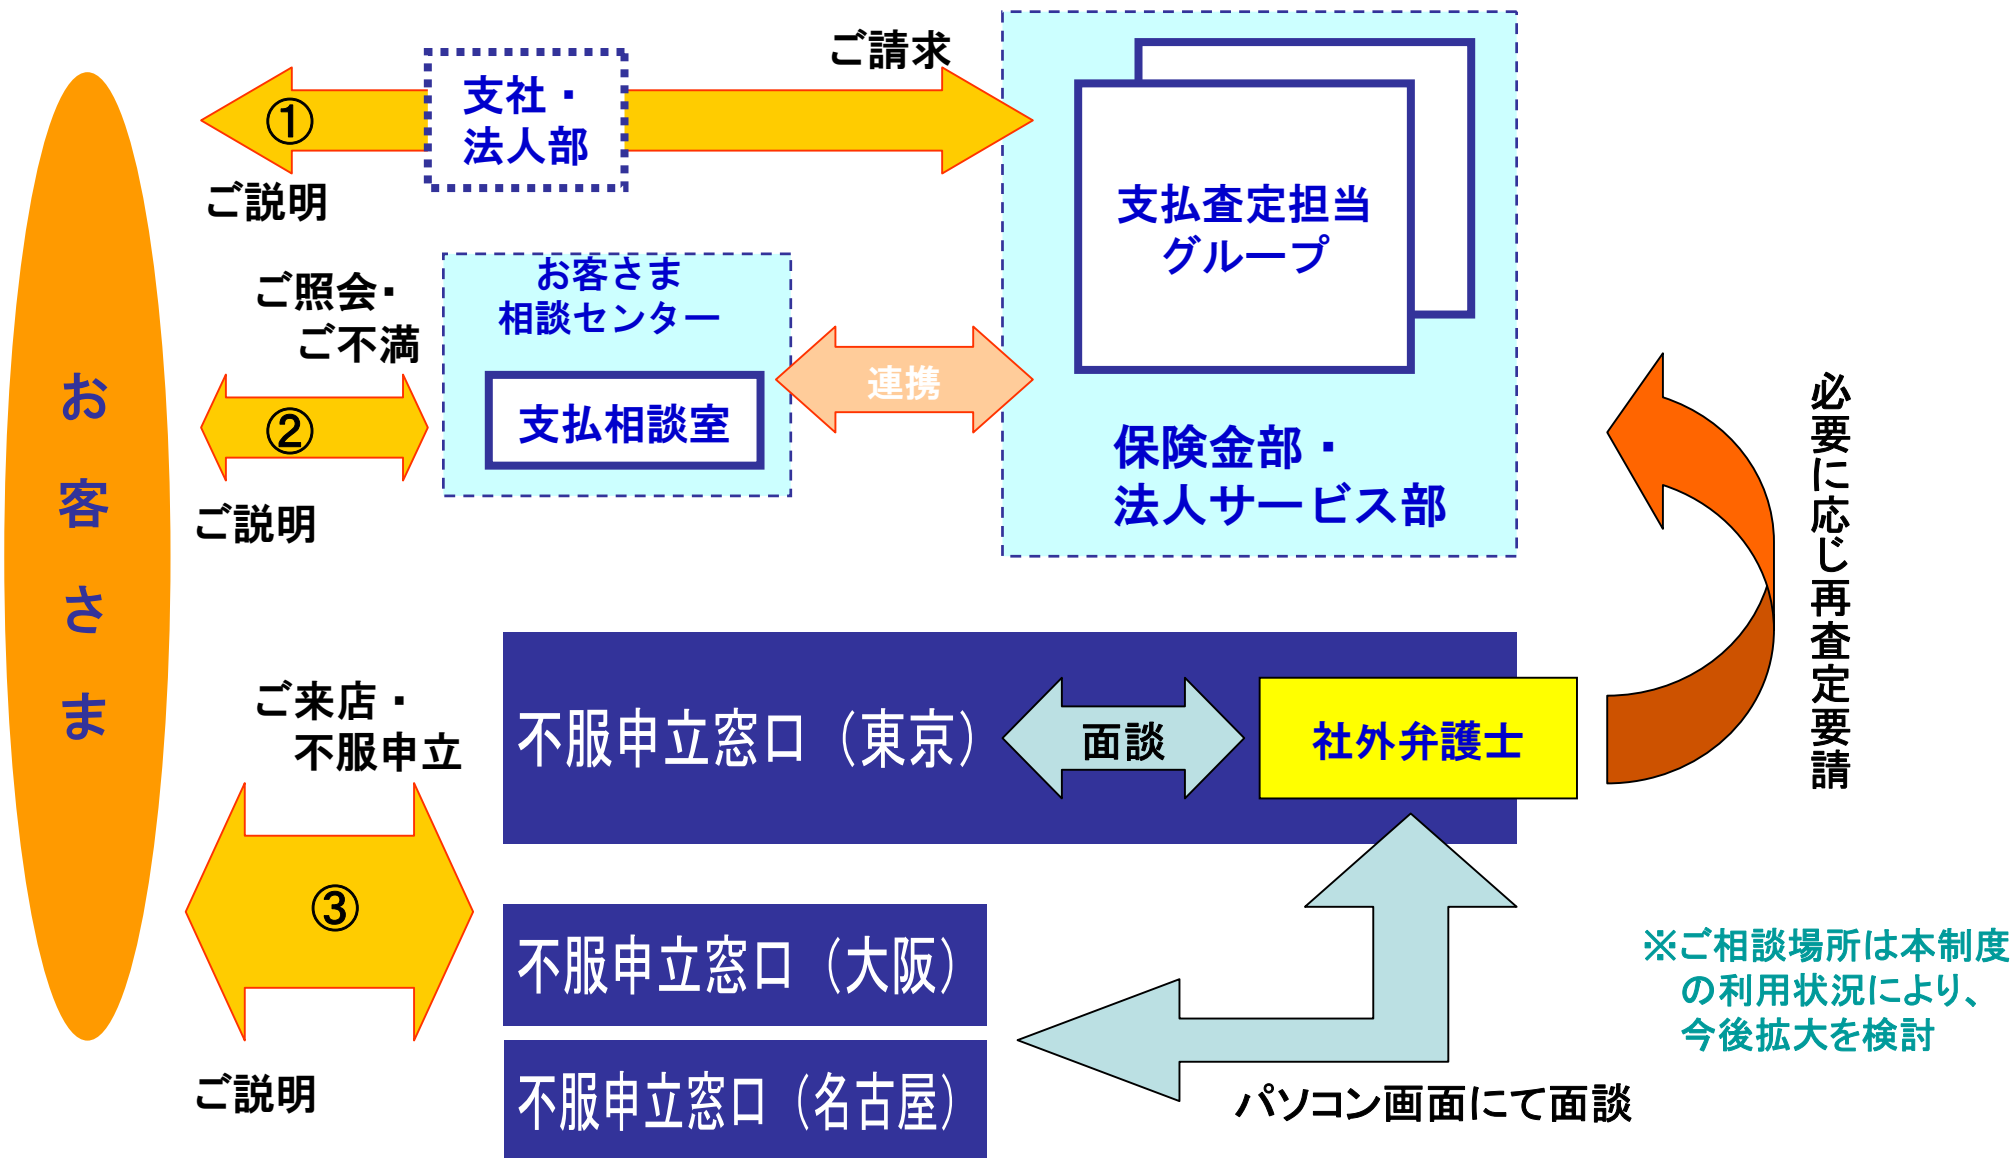 お客さま
①
ご説明
支社・
法人部
ご請求
支払査定担当
グループ
保険金部・
法人サービス部
ご照会・
ご不満
②
ご説明
お客さま
相談センター
支払相談室
連携
必要に応じ再査定要請
ご来店・
不服申立
③
ご説明
不服申立窓口（東京）
面談
社外弁護士
不服申立窓口（大阪）
不服申立窓口（名古屋）
パソコン画面にて面談
※ご相談場所は本制度
の利用状況により、
今後拡大を検討